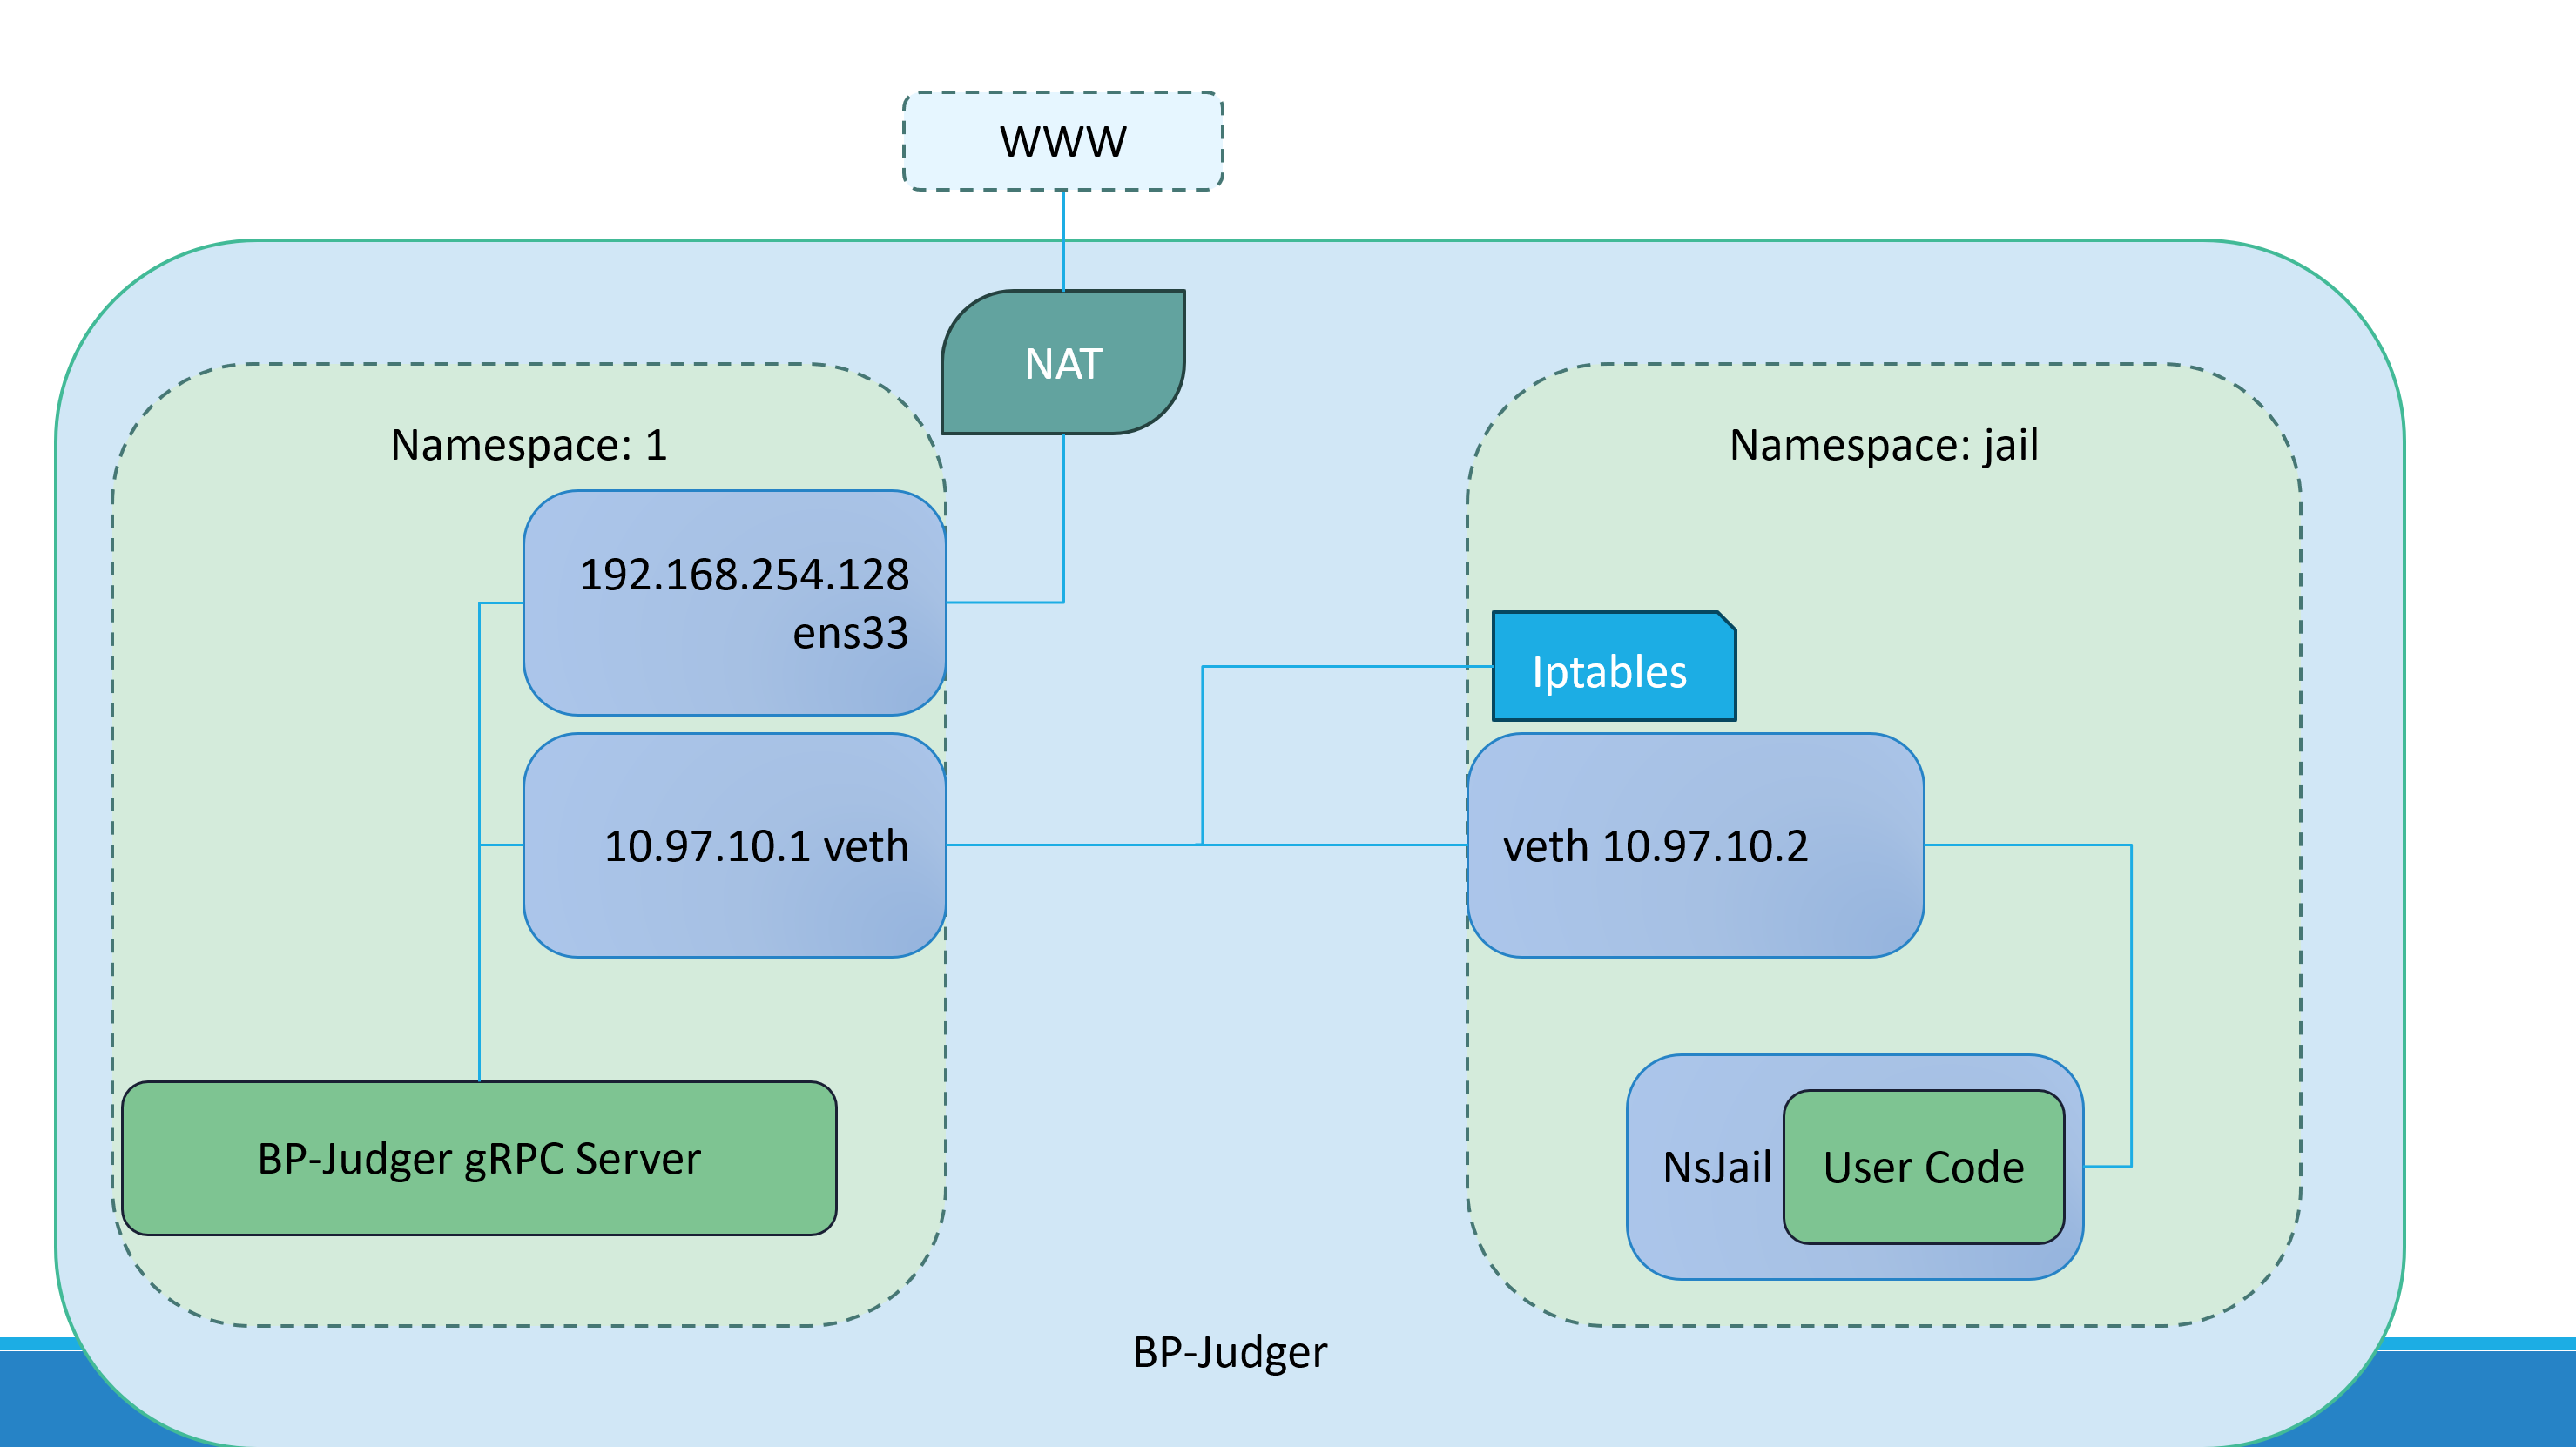 WWW
NAT
Namespace: 1
Namespace: jail
192.168.254.128
ens33
Iptables
10.97.10.1 veth
veth 10.97.10.2
BP-Judger gRPC Server
NsJail
User Code
BP-Judger